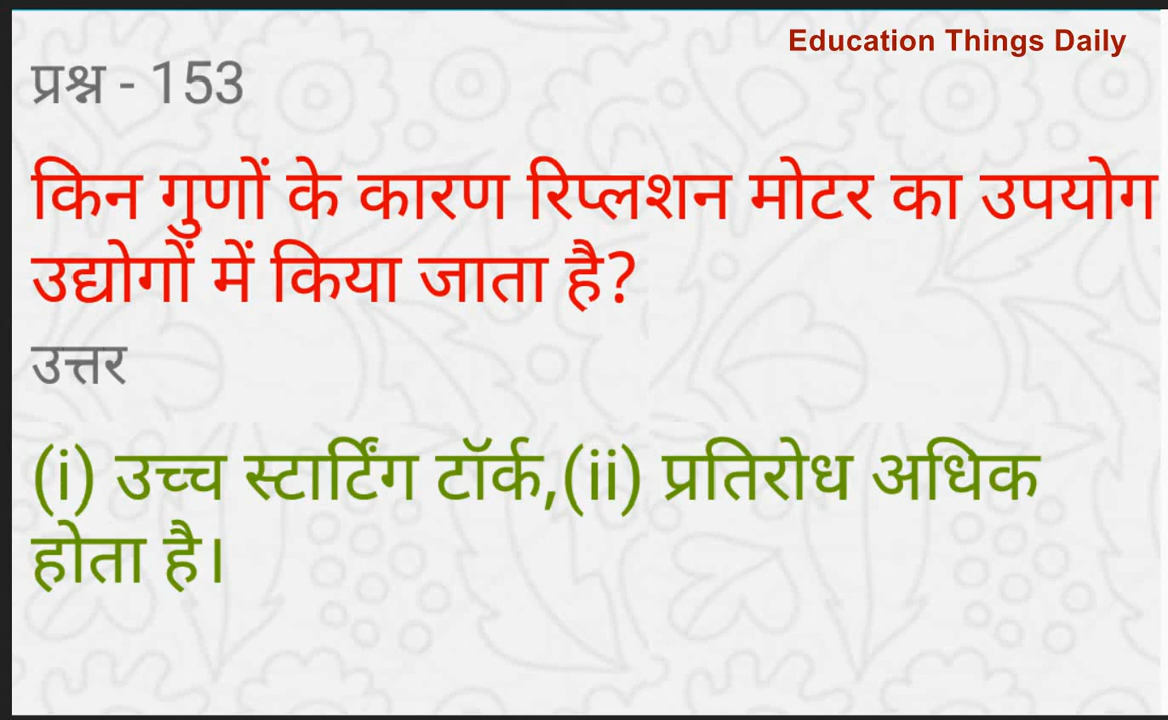 Education Things Daily
प्रश्न - 153
किन गुणों के कारण रिप्लशन मोटर का उपयोग
उद्योगों में किया जाता है?
उत्तर
(i) उच्च स्टार्टिंग टॉर्क,(ii) प्रतिरोध अधिक
होता है।